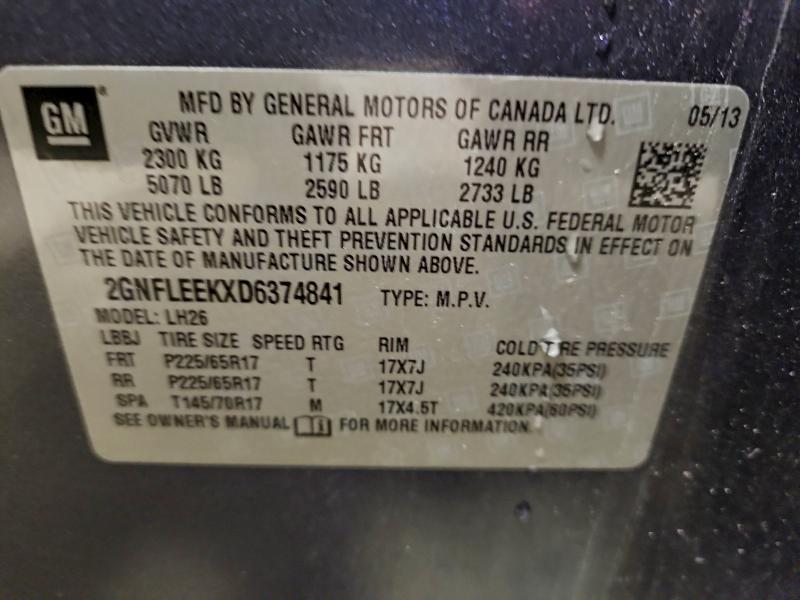 GM®
MFD BY GENERAL MOTORS OF CANADA LTD. 05/13
GVWR GAWR FRT GAWR RR
2300 KG 1175 KG 1240 KG
5070 LB 2590 LB 2733 LB
THIS VEHICLE CONFORMS TO ALL APPLICABLE U.S. FEDERAL MOTOR
VEHICLE SAFETY AND THEFT PREVENTION STANDARDS IN EFFECT ON
THE DATE OF MANUFACTURE SHOWN ABOVE.
2GNFLEEKXD6374841 TYPE: M.P.V.
MODEL: LH26
LBBJ TIRE SIZE SPEED RTG RIM COLD TIRE PRESSURE
FRT P225/65R17 T 17X7J 240KPA(35PSI)
RR P225/65R17 T 17X7J 240KPA(35PSI)
SPA T145/70R17 M 17X4.5T 420KPA(60PSI)
SEE OWNER'S MANUAL FOR MORE INFORMATION.